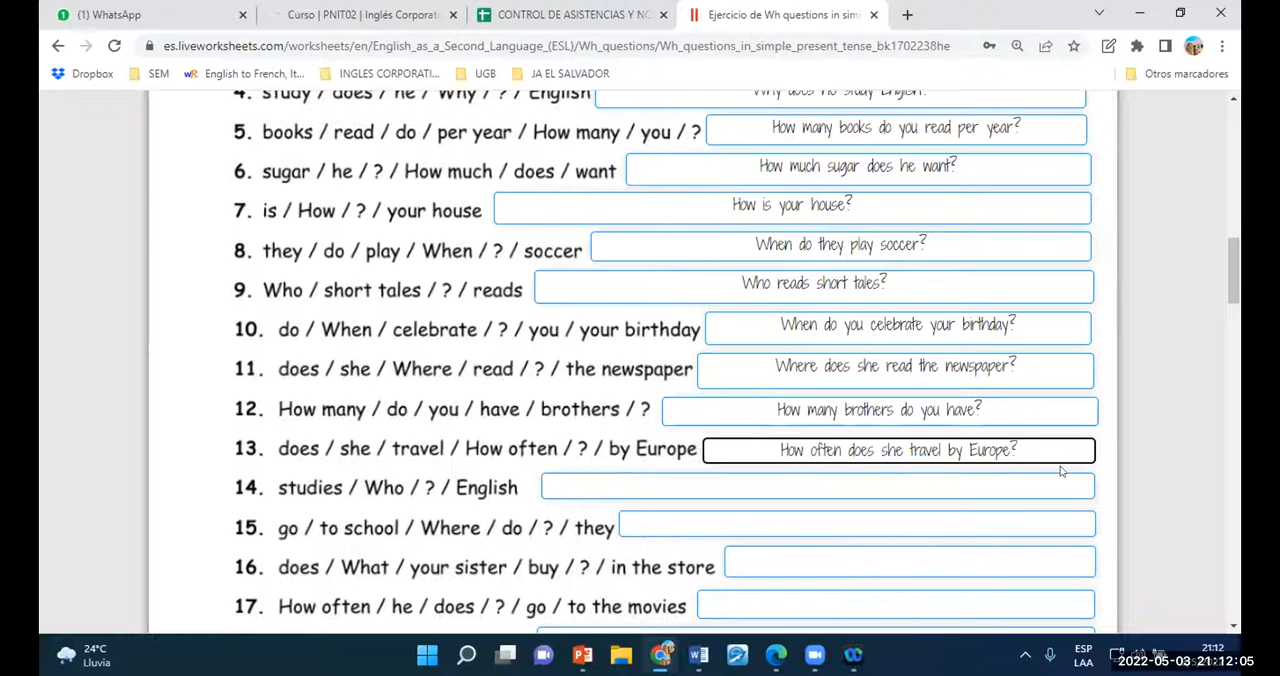 (1) WhatsApp
Curso | PNIT02 | Inglés Corporat
CONTROL DE ASISTENCIAS Y NO
Ejercicio de Wh questions in sim
es.liveworksheets.com/worksheets/en/English_as_a_Second_Language_(ESL)/Wh_questions/Wh_questions_in_simple_present_tense_bk1702238he
Dropbox SEM English to French, It... INGLES CORPORATI... UGB JA EL SALVADOR Otros marcadores
4. study / does / he / Why / ? / English Why does he study English?
5. books / read / do / per year / How many / you / ? How many books do you read per year?
6. sugar / he / ? / How much / does / want How much sugar does he want?
7. is / How / ? / your house How is your house?
8. they / do / play / When / ? / soccer When do they play soccer?
9. Who / short tales / ? / reads Who reads short tales?
10. do / When / celebrate / ? / you / your birthday When do you celebrate your birthday?
11. does / she / Where / read / ? / the newspaper Where does she read the newspaper?
12. How many / do / you / have / brothers / ? How many brothers do you have?
13. does / she / travel / How often / ? / by Europe How often does she travel by Europe?
14. studies / Who / ? / English
15. go / to school / Where / do / ? / they
16. does / What / your sister / buy / ? / in the store
17. How often / he / does / ? / go / to the movies
24°C
Lluvia
ESP
LAA
21:12
2022-05-03 21:12:05